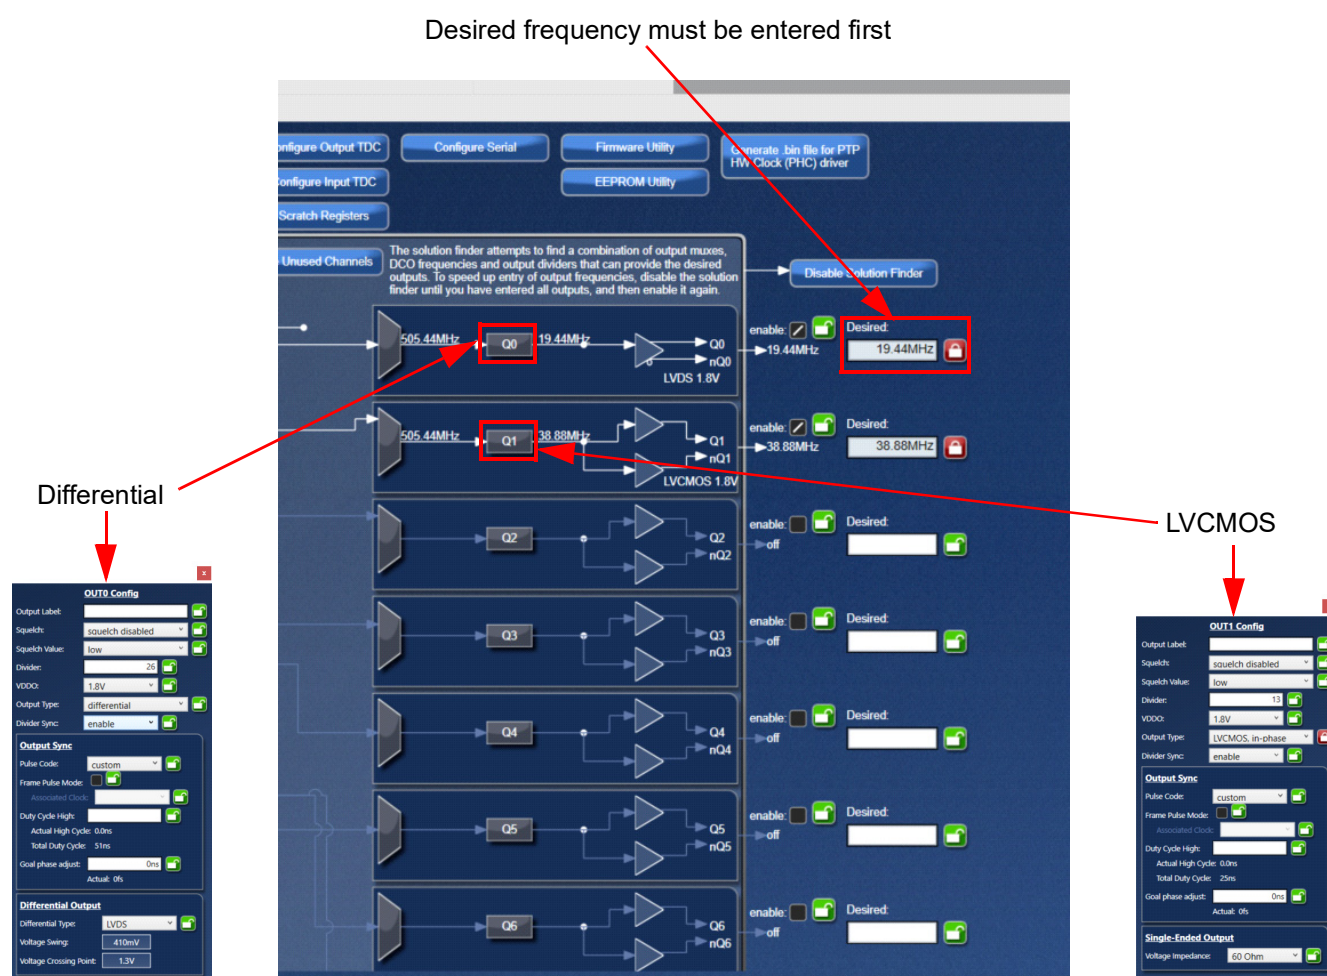 Desired frequency must be entered first
onfigure Output TDC
Configure Serial
Firmware Utility
Generate .bin file for PTP
HW Clock (PHC) driver
onfigure Input TDC
EEPROM Utility
Scratch Registers
Unused Channels
The solution finder attempts to find a combination of output muxes,
DCO frequencies and output dividers that can provide the desired
outputs. To speed up entry of output frequencies, disable the solution
finder until you have entered all outputs, and then enable it again.
Disable Solution Finder
505.44MHz
Q0
19.44MHz
Q0
nQ0
LVDS 1.8V
enable:
19.44MHz
Desired:
19.44MHz
505.44MHz
Q1
38.88MHz
Q1
nQ1
LVCMOS 1.8V
enable:
38.88MHz
Desired:
38.88MHz
Q2
Q2
nQ2
enable:
off
Desired:
Q3
Q3
nQ3
enable:
off
Desired:
Q4
Q4
nQ4
enable:
off
Desired:
Q5
Q5
nQ5
enable:
off
Desired:
Q6
Q6
nQ6
enable:
off
Desired:
Differential
x
OUT0 Config
Output Label:
Squelch: squelch disabled
Squelch Value: low
Divider: 26
VDDO: 1.8V
Output Type: differential
Divider Sync: enable
Output Sync
Pulse Code: custom
Frame Pulse Mode:
Associated Clock:
Duty Cycle High:
Actual High Cycle: 0.0ns
Total Duty Cycle: 51ns
Goal phase adjust: 0ns
Actual: 0fs
Differential Output
Differential Type: LVDS
Voltage Swing: 410mV
Voltage Crossing Point: 1.3V
LVCMOS
OUT1 Config
Output Label:
Squelch: squelch disabled
Squelch Value: low
Divider: 13
VDDO: 1.8V
Output Type: LVCMOS, in-phase
Divider Sync: enable
Output Sync
Pulse Code: custom
Frame Pulse Mode:
Associated Clock:
Duty Cycle High:
Actual High Cycle: 0.0ns
Total Duty Cycle: 25ns
Goal phase adjust: 0ns
Actual: 0fs
Single-Ended Output
Voltage Impedance: 60 Ohm